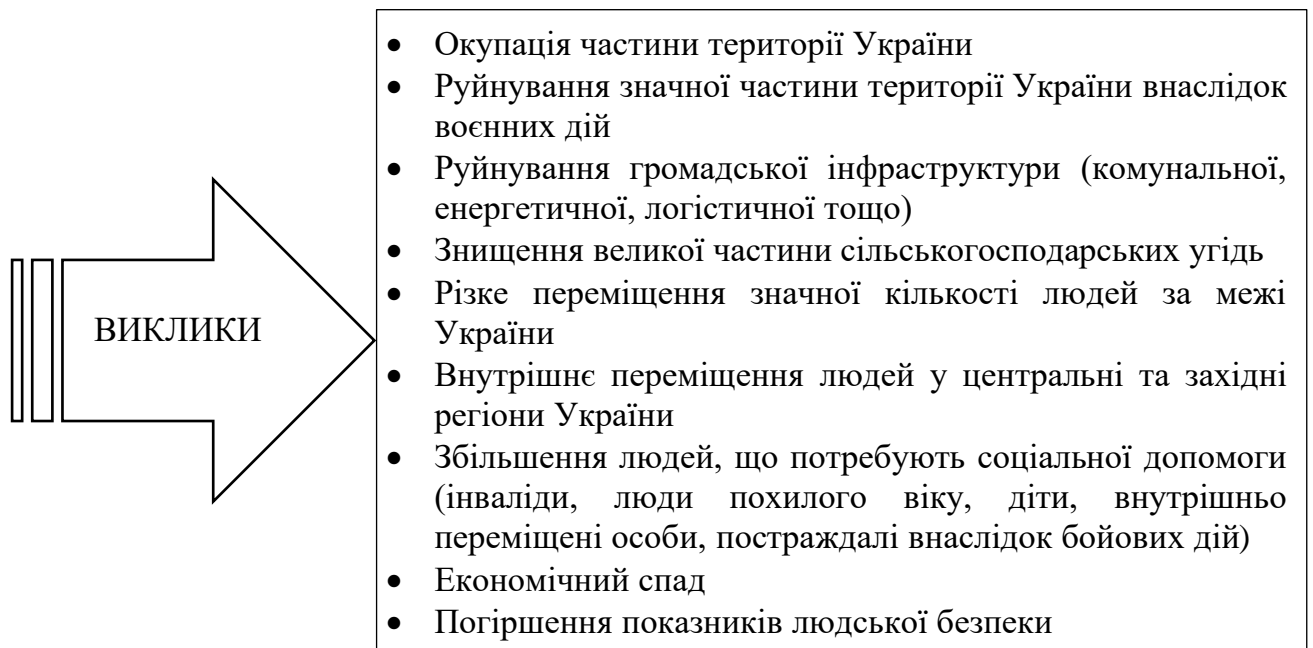 ВИКЛИКИ
• Окупація частини території України
• Руйнування значної частини території України внаслідок
воєнних дій
• Руйнування громадської інфраструктури (комунальної,
енергетичної, логістичної тощо)
• Знищення великої частини сільськогосподарських угідь
• Різке переміщення значної кількості людей за межі
України
• Внутрішнє переміщення людей у центральні та західні
регіони України
• Збільшення людей, що потребують соціальної допомоги
(інваліди, люди похилого віку, діти, внутрішньо
переміщені особи, постраждалі внаслідок бойових дій)
• Економічний спад
• Погіршення показників людської безпеки